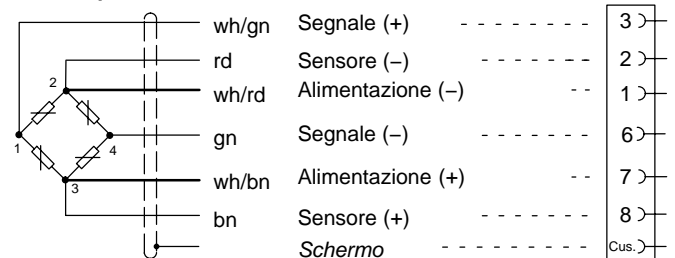 wh/gn Segnale (+) 3
rd Sensore (−) 2
wh/rd Alimentazione (−) 1
gn Segnale (−) 6
wh/bn Alimentazione (+) 7
bn Sensore (+) 8
Schermo Cus.
2
1 4
3